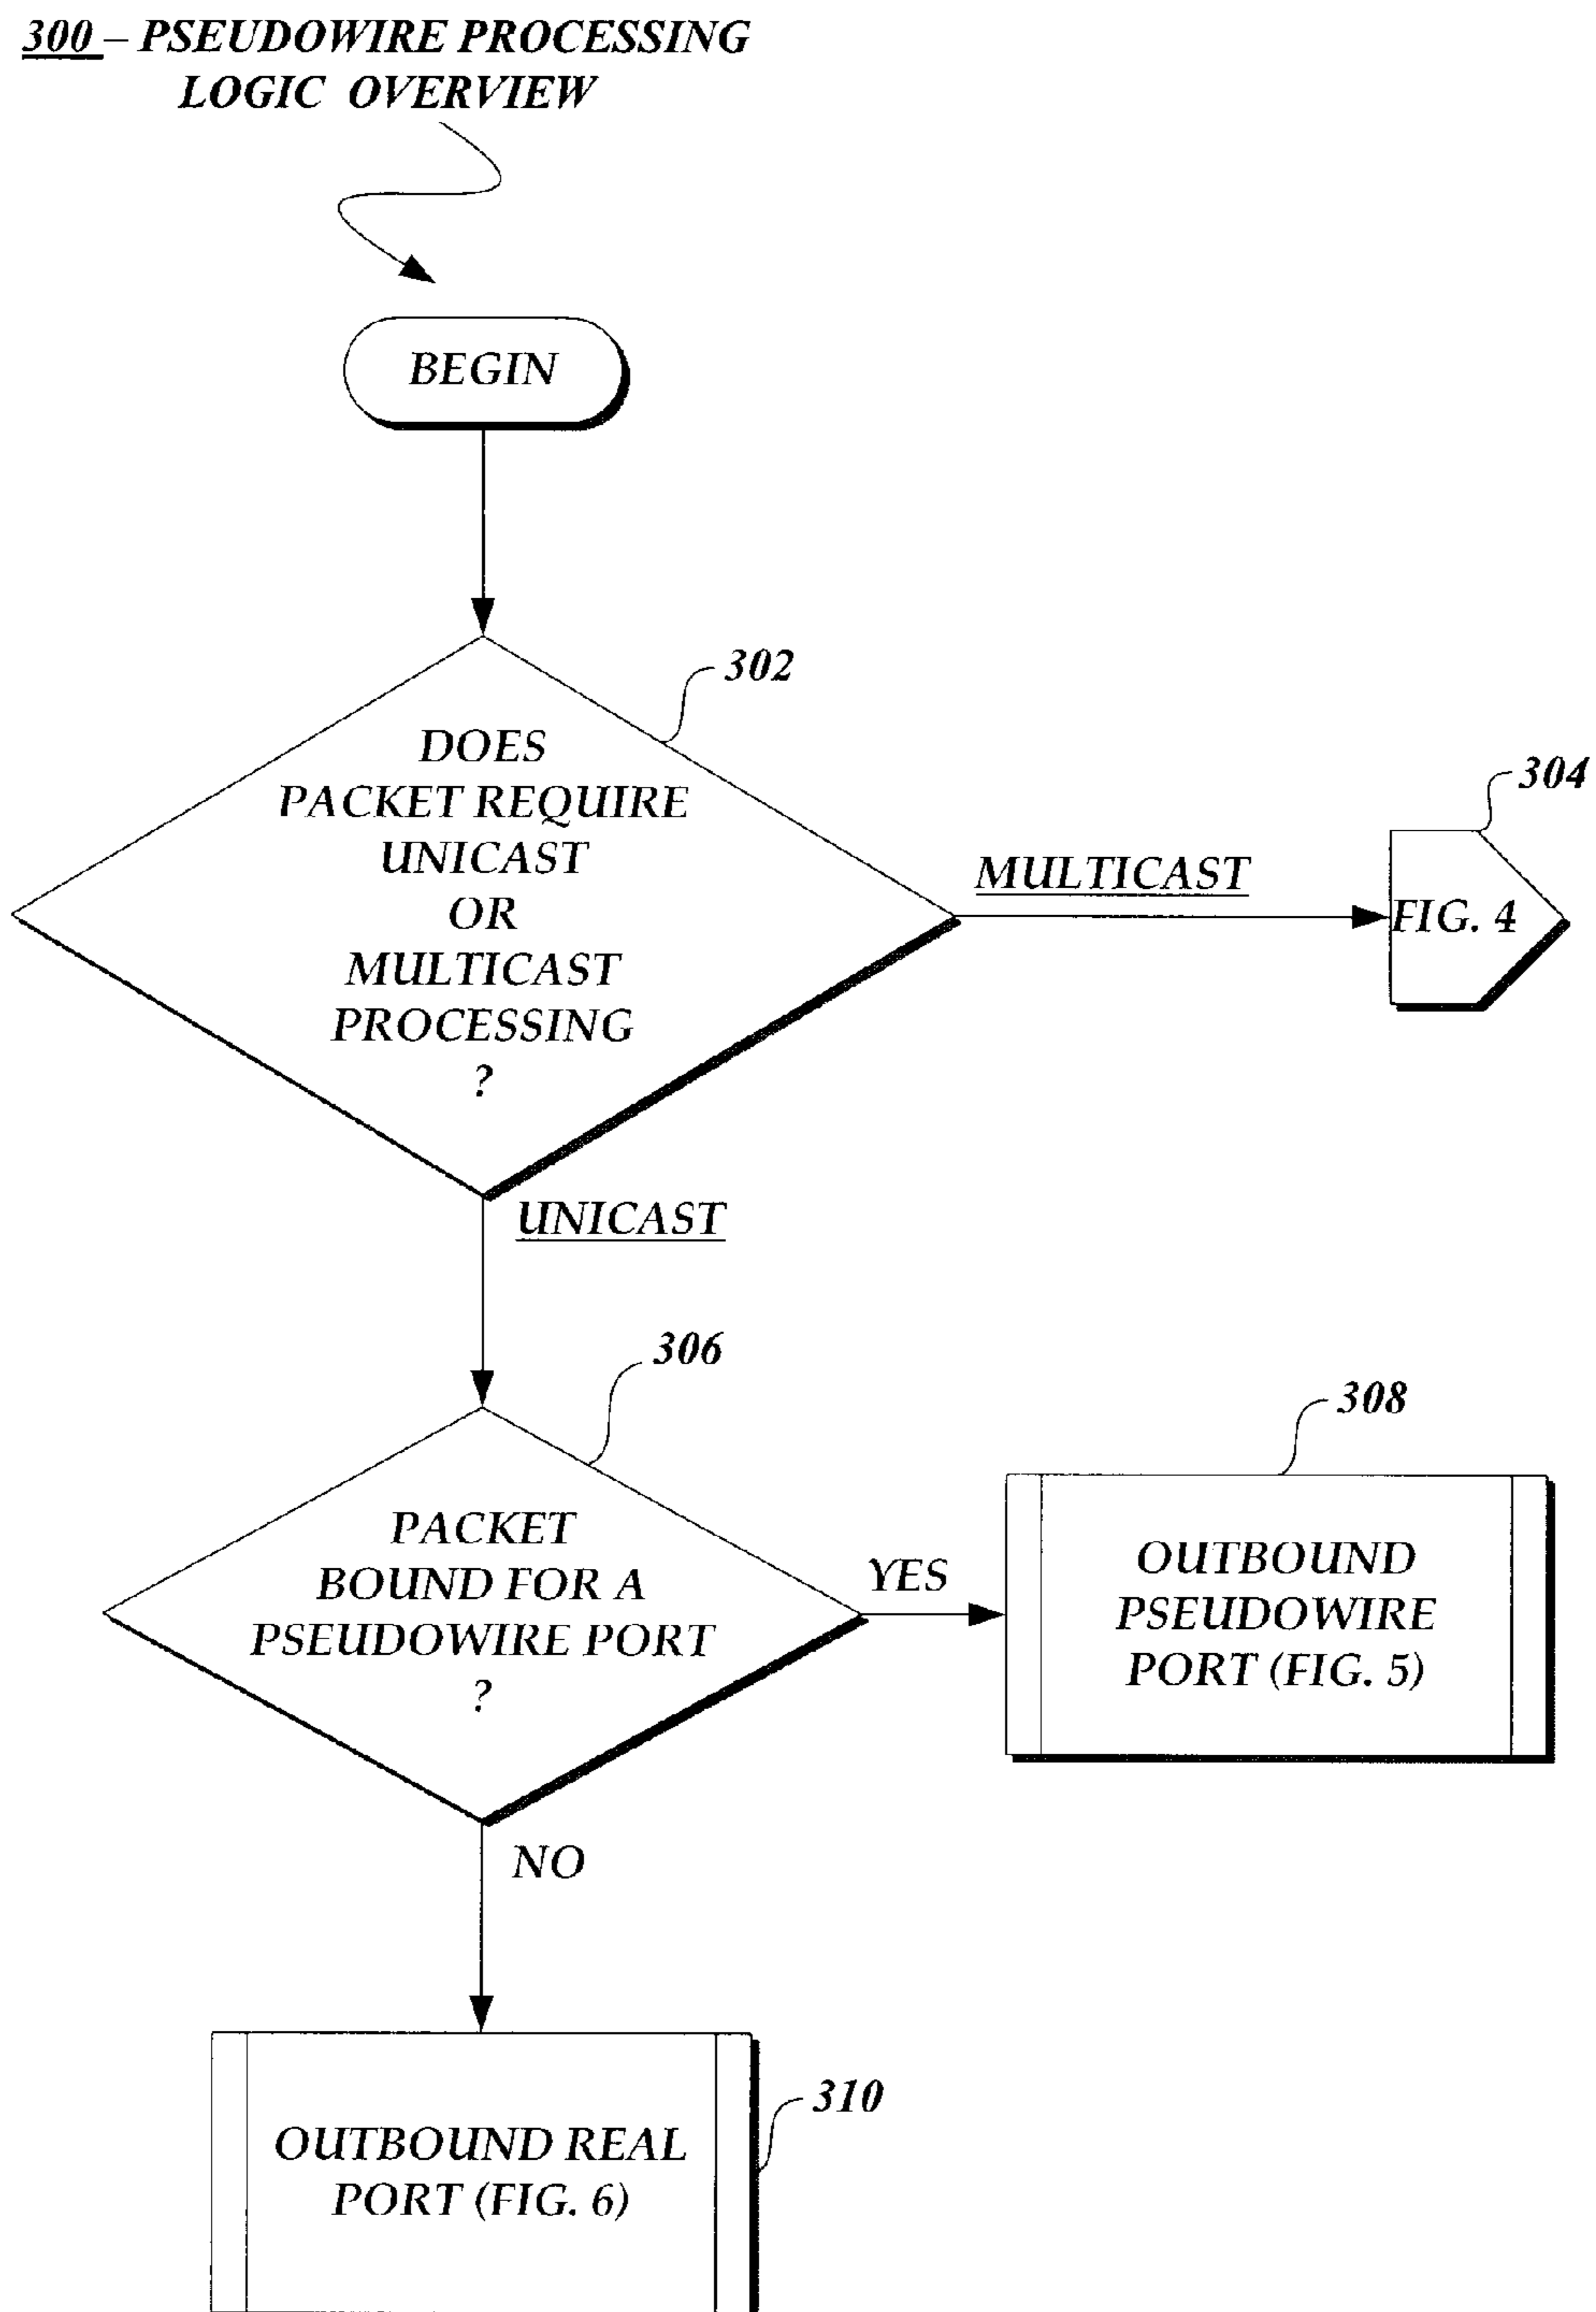 300 – PSEUDOWIRE PROCESSING
LOGIC OVERVIEW
BEGIN
302
DOES
PACKET REQUIRE
UNICAST
OR
MULTICAST
PROCESSING
?
MULTICAST
304
FIG. 4
UNICAST
306
PACKET
BOUND FOR A
PSEUDOWIRE PORT
?
YES
308
OUTBOUND
PSEUDOWIRE
PORT (FIG. 5)
NO
310
OUTBOUND REAL
PORT (FIG. 6)